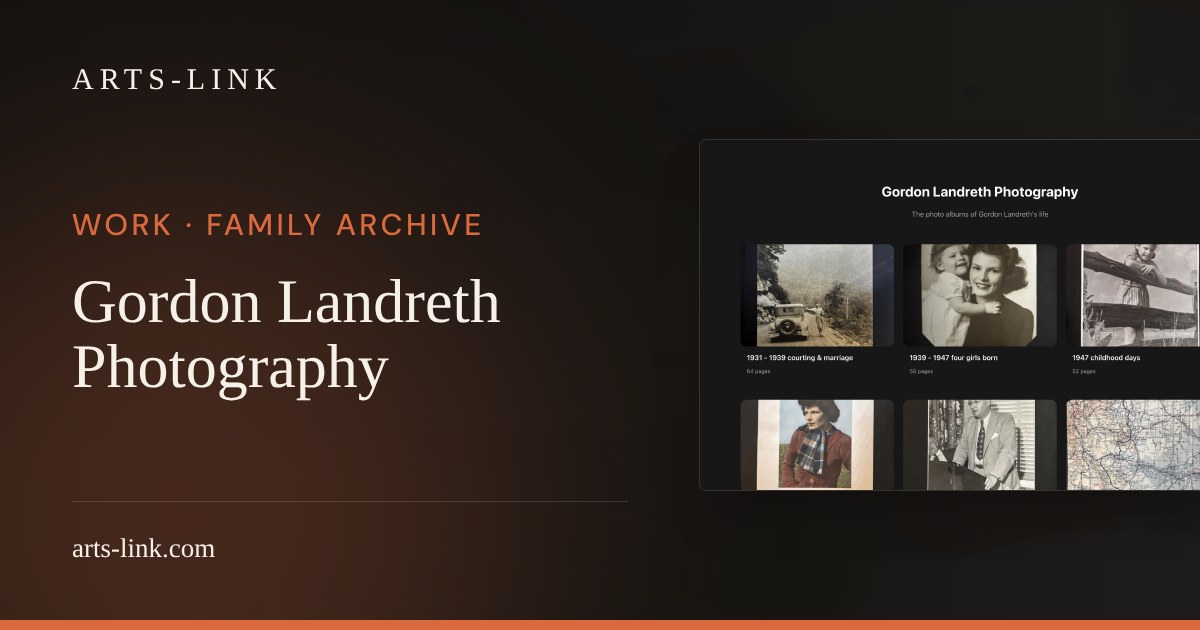 ARTS-LINK
WORK · FAMILY ARCHIVE
Gordon Landreth
Photography
arts-link.com
Gordon Landreth Photography
The photo albums of Gordon Landreth's life
1931 - 1939 courting & marriage
64 pages
1939 - 1947 four girls born
56 pages
1947 childhood days
52 pages